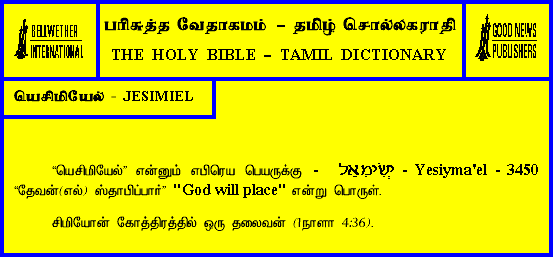 BELLWETHER
INTERNATIONAL
பரிசுத்த வேதாகமம் – தமிழ் சொல்லகராதி
THE HOLY BIBLE – TAMIL DICTIONARY
GOOD NEWS
PUBLISHERS
யெசிமியேல் - JESIMIEL
“யெசிமியேல்” என்னும் எபிரெய பெயருக்கு - יְשִׂימִאֵל - Yesiyma'el - 3450
“தேவன்(எல்) ஸ்தாபிப்பார்” "God will place" என்று பொருள்.
சிமியோன் கோத்திரத்தில் ஒரு தலைவன் (1நாளா 4:36).